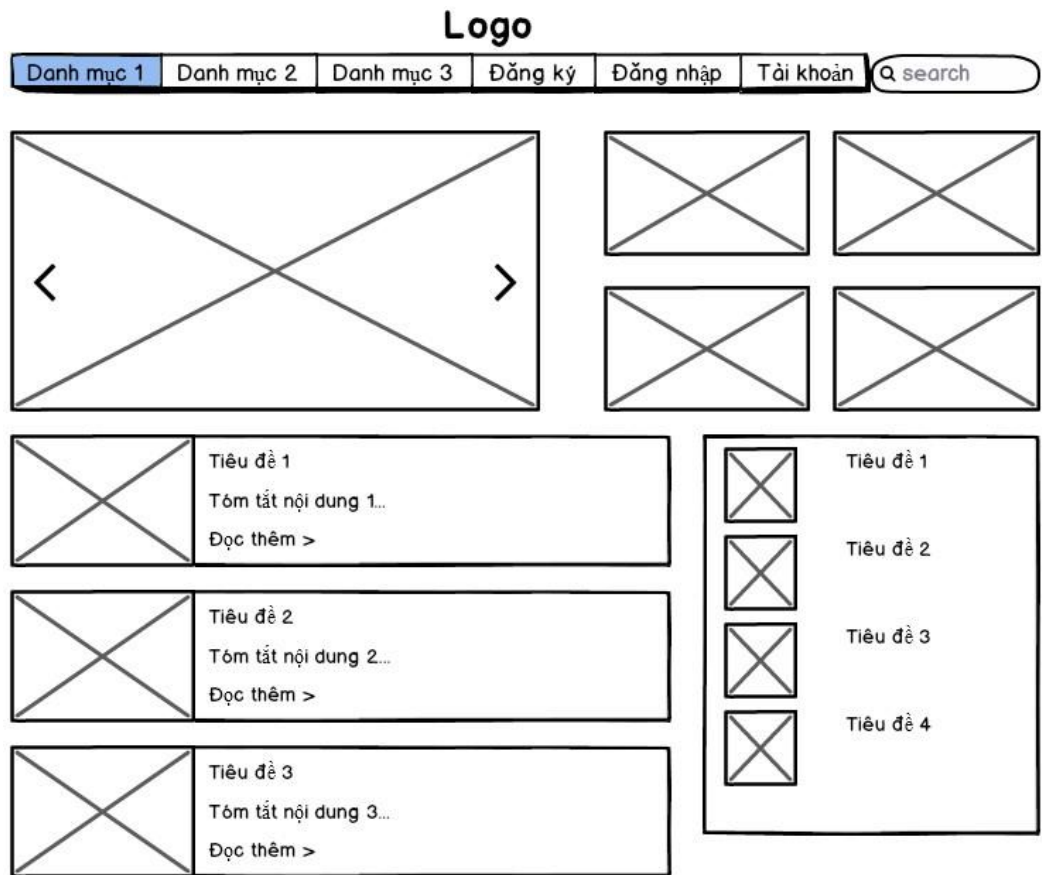 Logo
Danh mục 1 Danh mục 2 Danh mục 3 Đăng ký Đăng nhập Tài khoản search
Tiêu đề 1
Tóm tắt nội dung 1...
Đọc thêm >
Tiêu đề 2
Tóm tắt nội dung 2...
Đọc thêm >
Tiêu đề 3
Tóm tắt nội dung 3...
Đọc thêm >
Tiêu đề 1
Tiêu đề 2
Tiêu đề 3
Tiêu đề 4